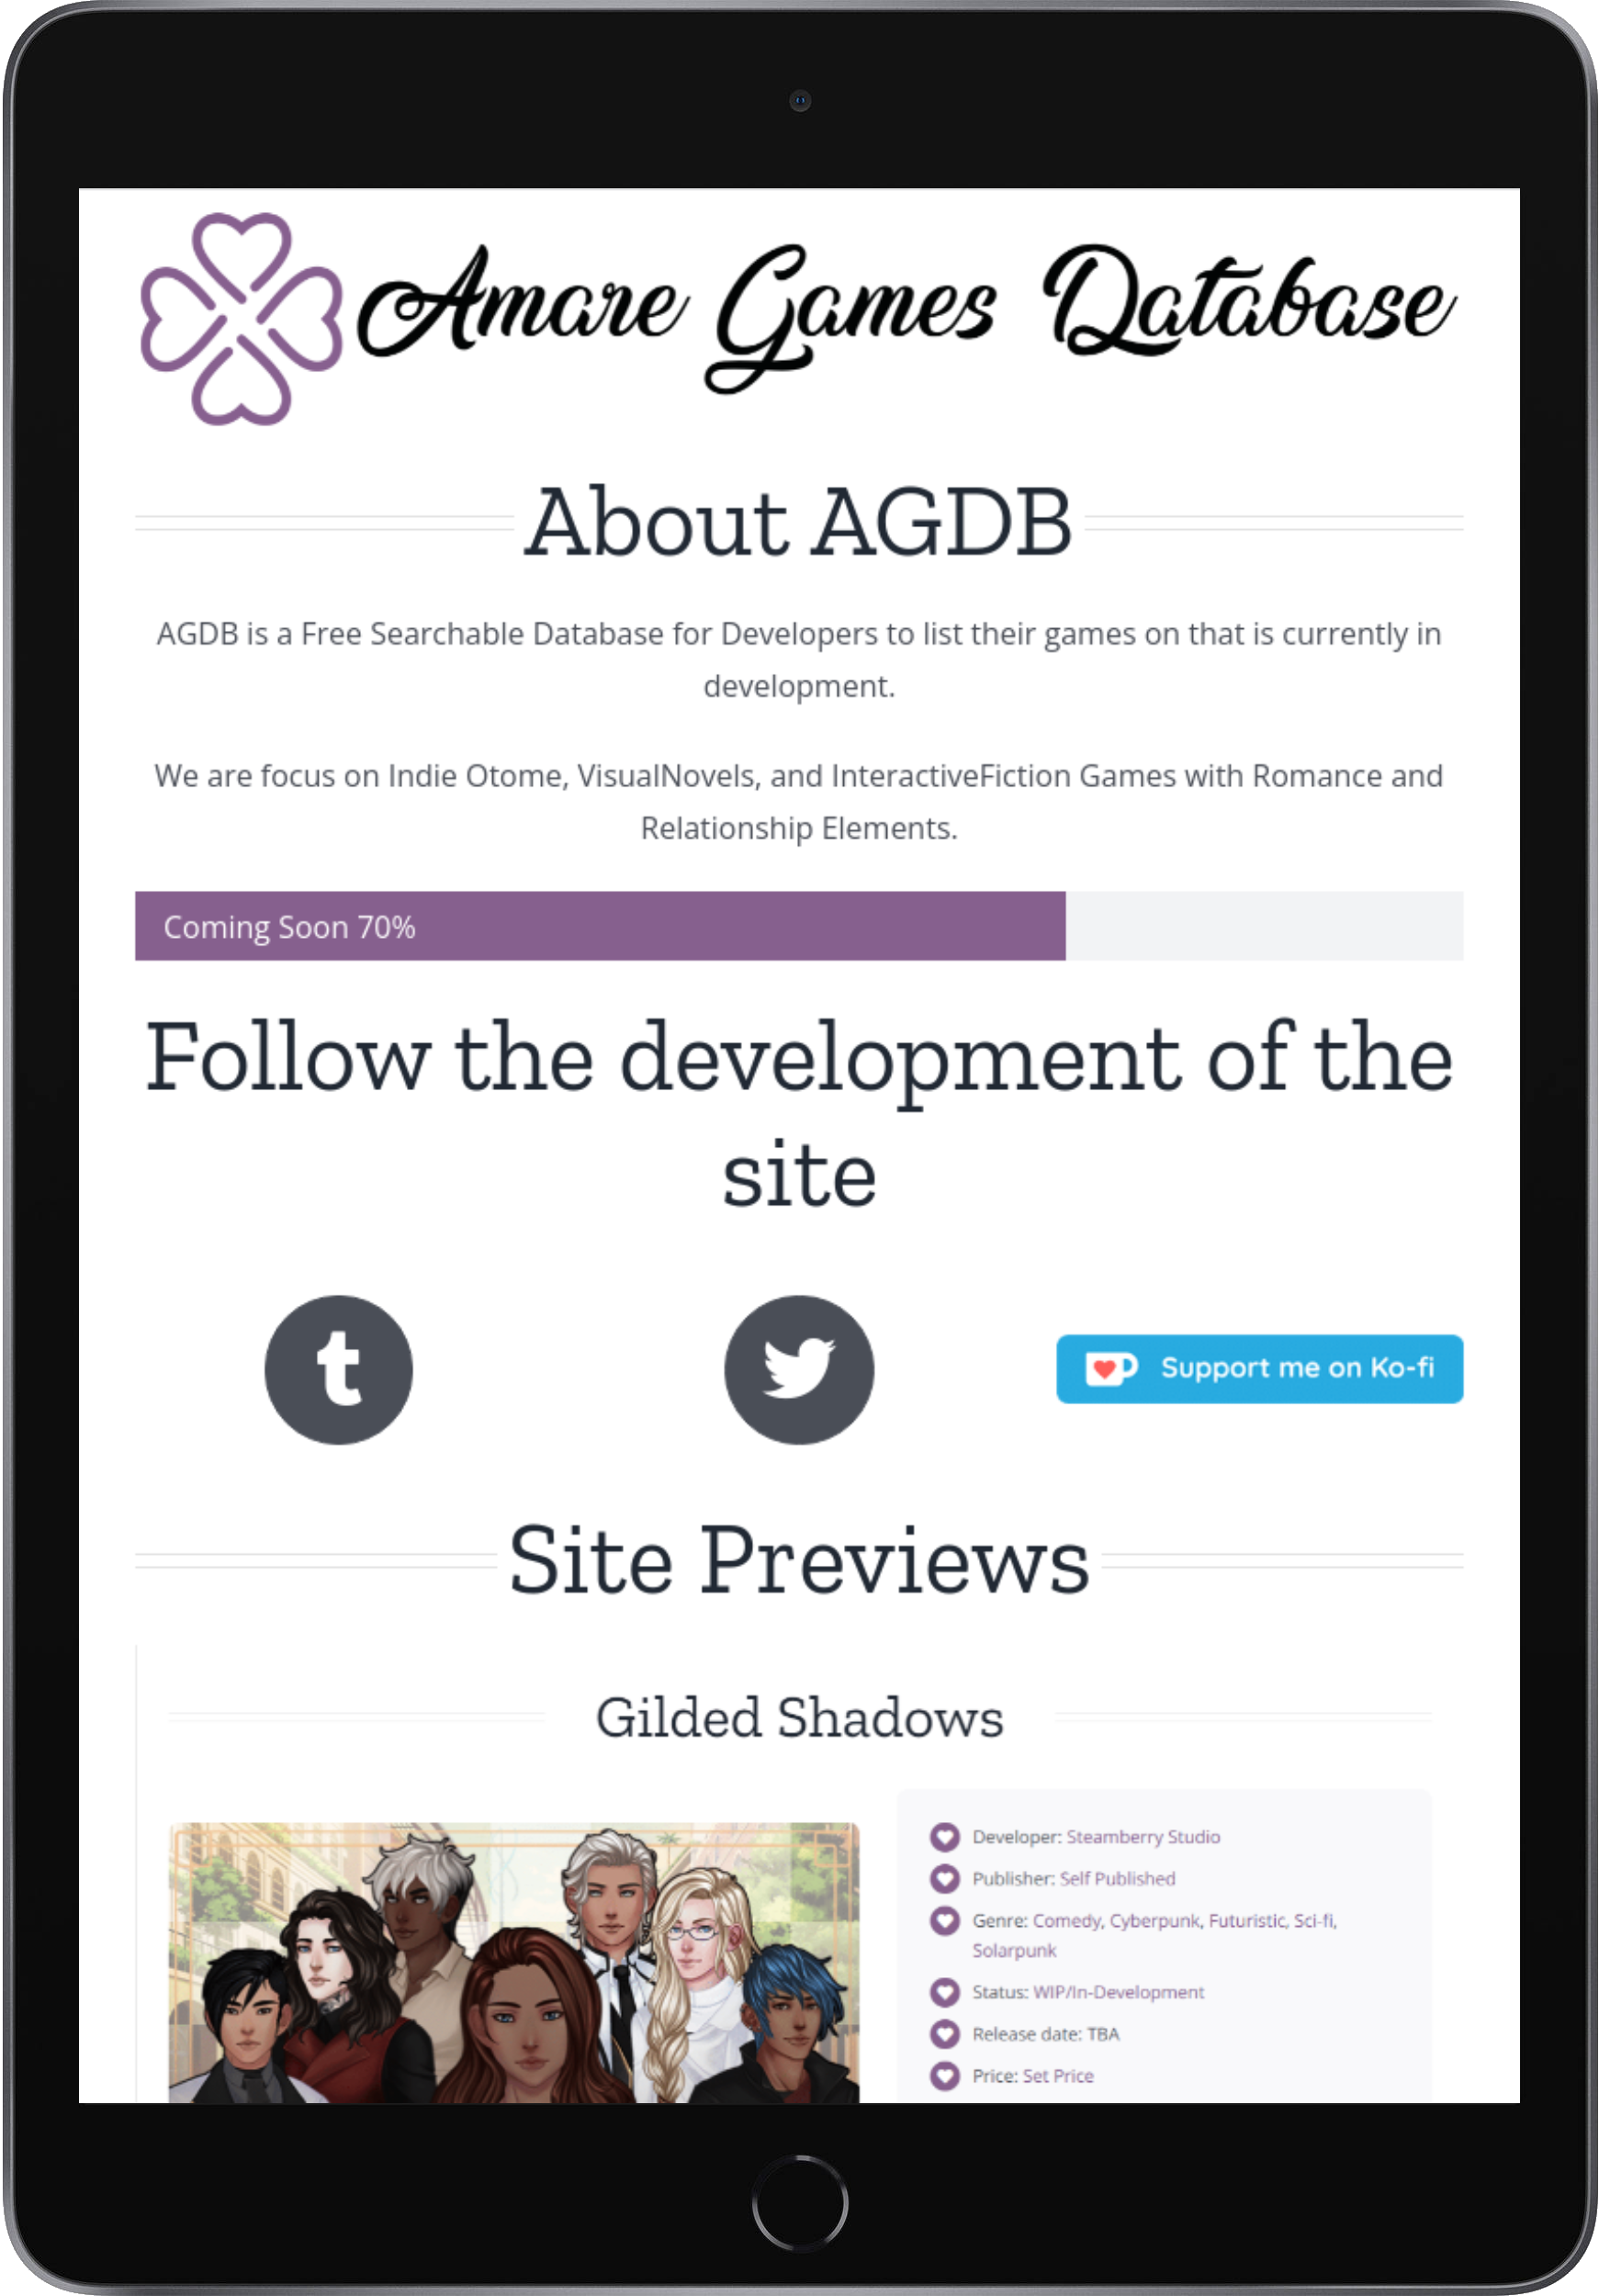 Amare Games Database
About AGDB
AGDB is a Free Searchable Database for Developers to list their games on that is currently in
development.
We are focus on Indie Otome, VisualNovels, and InteractiveFiction Games with Romance and
Relationship Elements.
Coming Soon 70%
Follow the development of the
site
t
Support me on Ko-fi
Site Previews
Gilded Shadows
Developer: Steamberry Studio
Publisher: Self Published
Genre: Comedy, Cyberpunk, Futuristic, Sci-fi,
Solarpunk
Status: WIP/In-Development
Release date: TBA
Price: Set Price